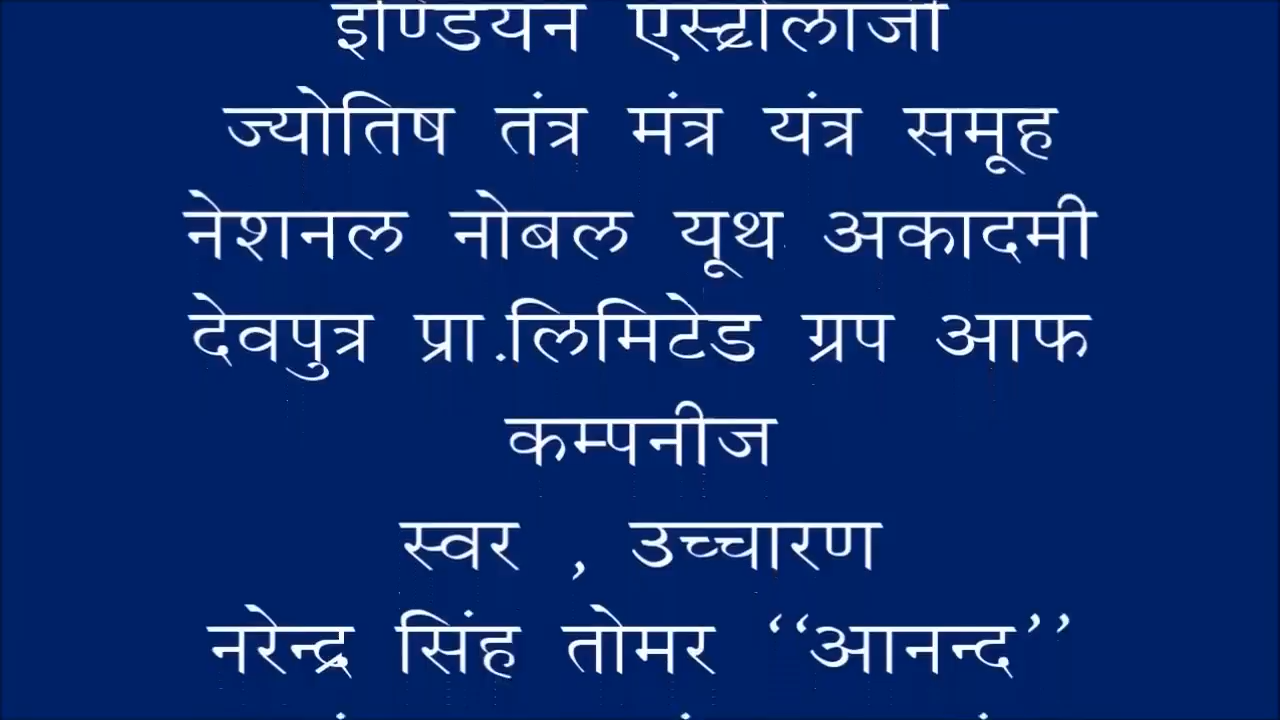 इण्डियन एस्ट्रोलाजी
ज्योतिष तंत्र मंत्र यंत्र समूह
नेशनल नोबल यूथ अकादमी
देवपुत्र प्रा.लिमिटेड ग्रप आफ
कम्पनीज
स्वर , उच्चारण
नरेन्द्र सिंह तोमर ‘‘आनन्द’’